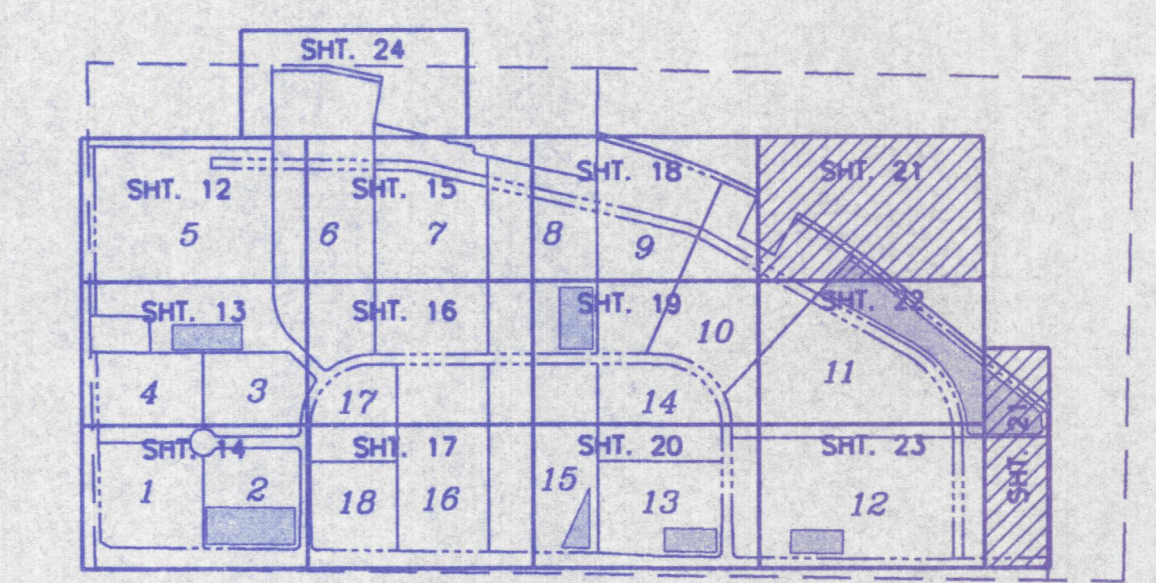 SHT. 24
SHT. 12
SHT. 15
SHT. 18
SHT. 21
5
6
7
8
9
SHT. 13
SHT. 16
SHT. 19
SHT. 22
10
11
4
3
17
14
SHT. 14
SHT. 17
SHT. 20
SHT. 23
SHT. 21
1
2
18
16
15
13
12